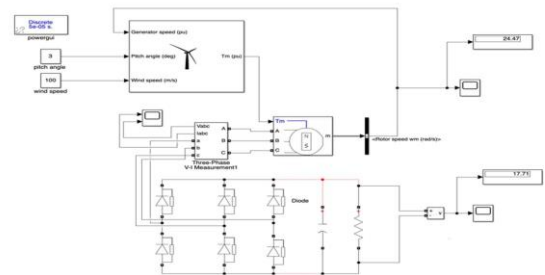 Discrete
5e-05 s.
powergui
3
pitch angle
100
wind speed
Generator speed (pu)
Pitch angle (deg)
Wind speed (m/s)
Tm (pu)
24.47
Vabc
Iabc
a
b
c
A
B
C
Three-Phase
V-I Measurement1
Tm
A
B
C
N
S
m
<Rotor speed wm (rad/s)>
17.71
Diode
+
-
v